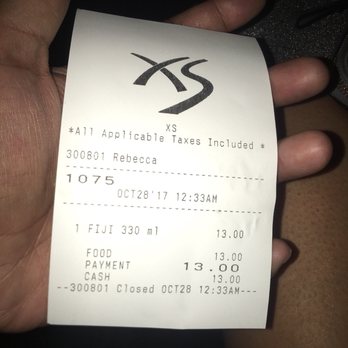 XS
XS
*All Applicable Taxes Included *
300801 Rebecca
1075
OCT28'17 12:33AM
1 FIJI 330 ml 13.00
FOOD 13.00
PAYMENT 13.00
CASH 13.00
--300801 Closed OCT28 12:33AM---